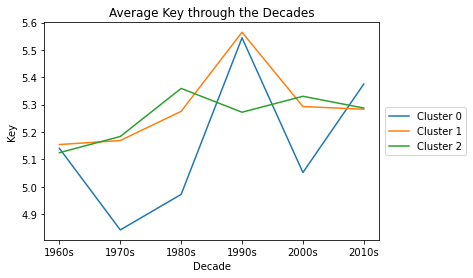 Average Key through the Decades
Key
5.6
5.5
5.4
5.3
5.2
5.1
5.0
4.9
1960s 1970s 1980s 1990s 2000s 2010s
Decade
Cluster 0
Cluster 1
Cluster 2